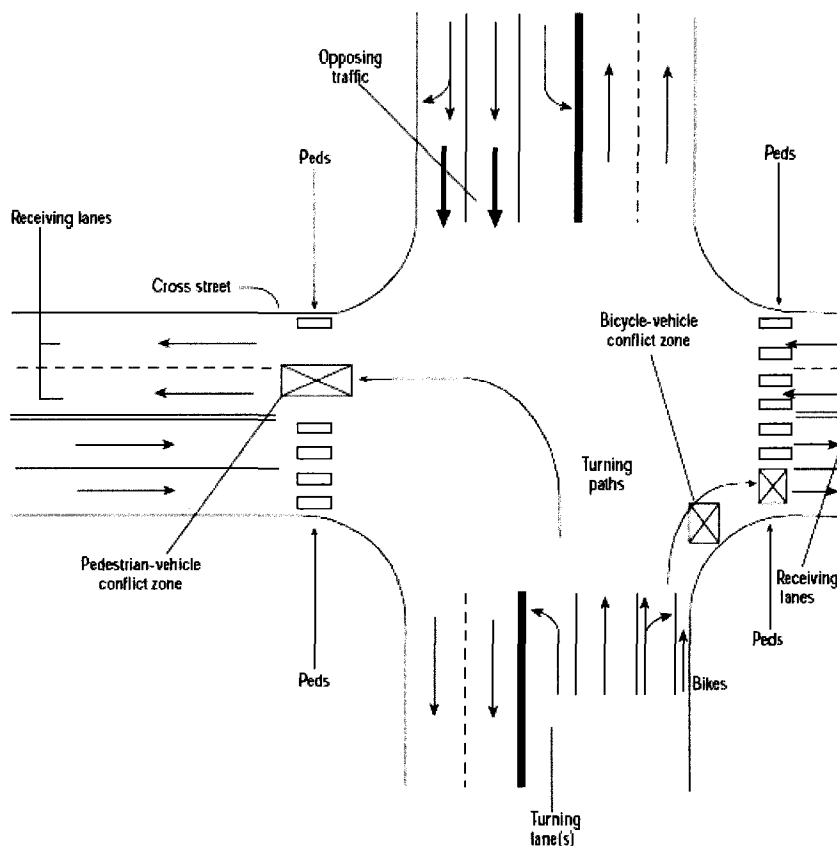 Opposing
traffic
Peds
Peds
Receiving lanes
Cross street
Bicycle-vehicle
conflict zone
Turning
paths
Pedestrian-vehicle
conflict zone
Receiving
lanes
Peds
Peds
Bikes
Turning
lane(s)